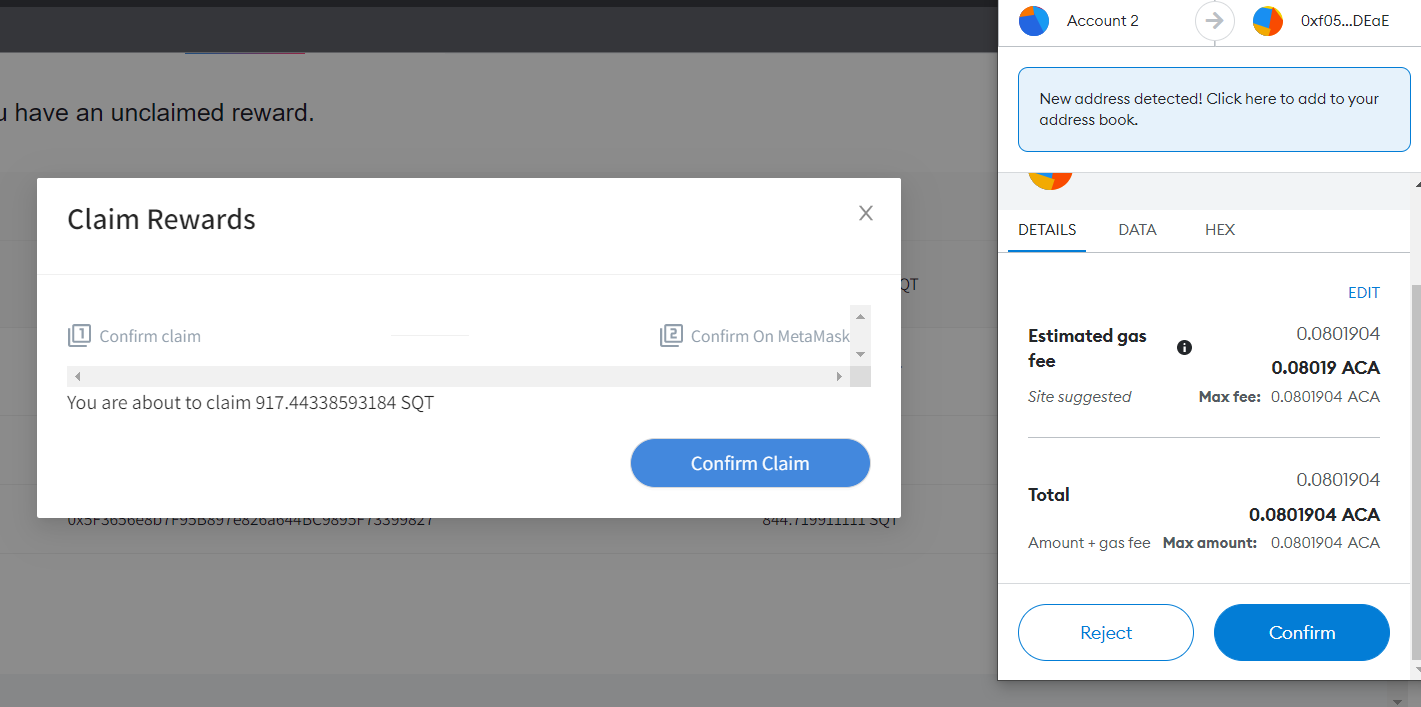 Account 2
0xf05...DEaE
have an unclaimed reward.
New address detected! Click here to add to your
address book.
Claim Rewards
1 Confirm claim
2 Confirm On MetaMask
You are about to claim 917.44338593184 SQT
Confirm Claim
844.719911111 SQT
DETAILS DATA HEX
EDIT
Estimated gas
fee
0.0801904
0.08019 ACA
Site suggested
Max fee: 0.0801904 ACA
Total
0.0801904
0.0801904 ACA
Amount + gas fee Max amount: 0.0801904 ACA
Reject
Confirm